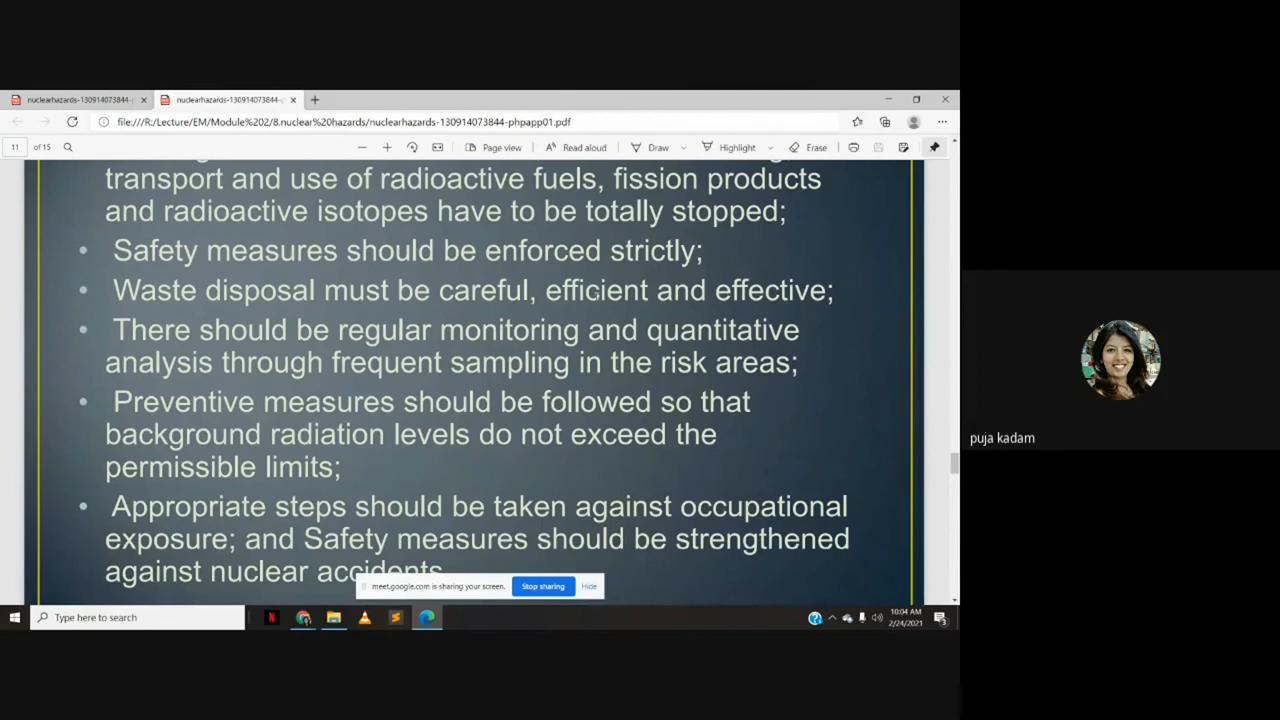 nuclearhazards-130914073844-
nuclearhazards-130914073844-p
file:///R:/Lecture/EM/Module%202/8.nuclear%20hazards/nuclearhazards-130914073844-phpapp01.pdf
11 of 15
Page view
Read aloud
Draw
Highlight
Erase
transport and use of radioactive fuels, fission products
and radioactive isotopes have to be totally stopped;
• Safety measures should be enforced strictly;
• Waste disposal must be careful, efficient and effective;
• There should be regular monitoring and quantitative
analysis through frequent sampling in the risk areas;
• Preventive measures should be followed so that
background radiation levels do not exceed the
permissible limits;
• Appropriate steps should be taken against occupational
exposure; and Safety measures should be strengthened
against nuclear accidents
meet.google.com is sharing your screen.
Stop sharing
Hide
Type here to search
10:04 AM
2/24/2021
puja kadam